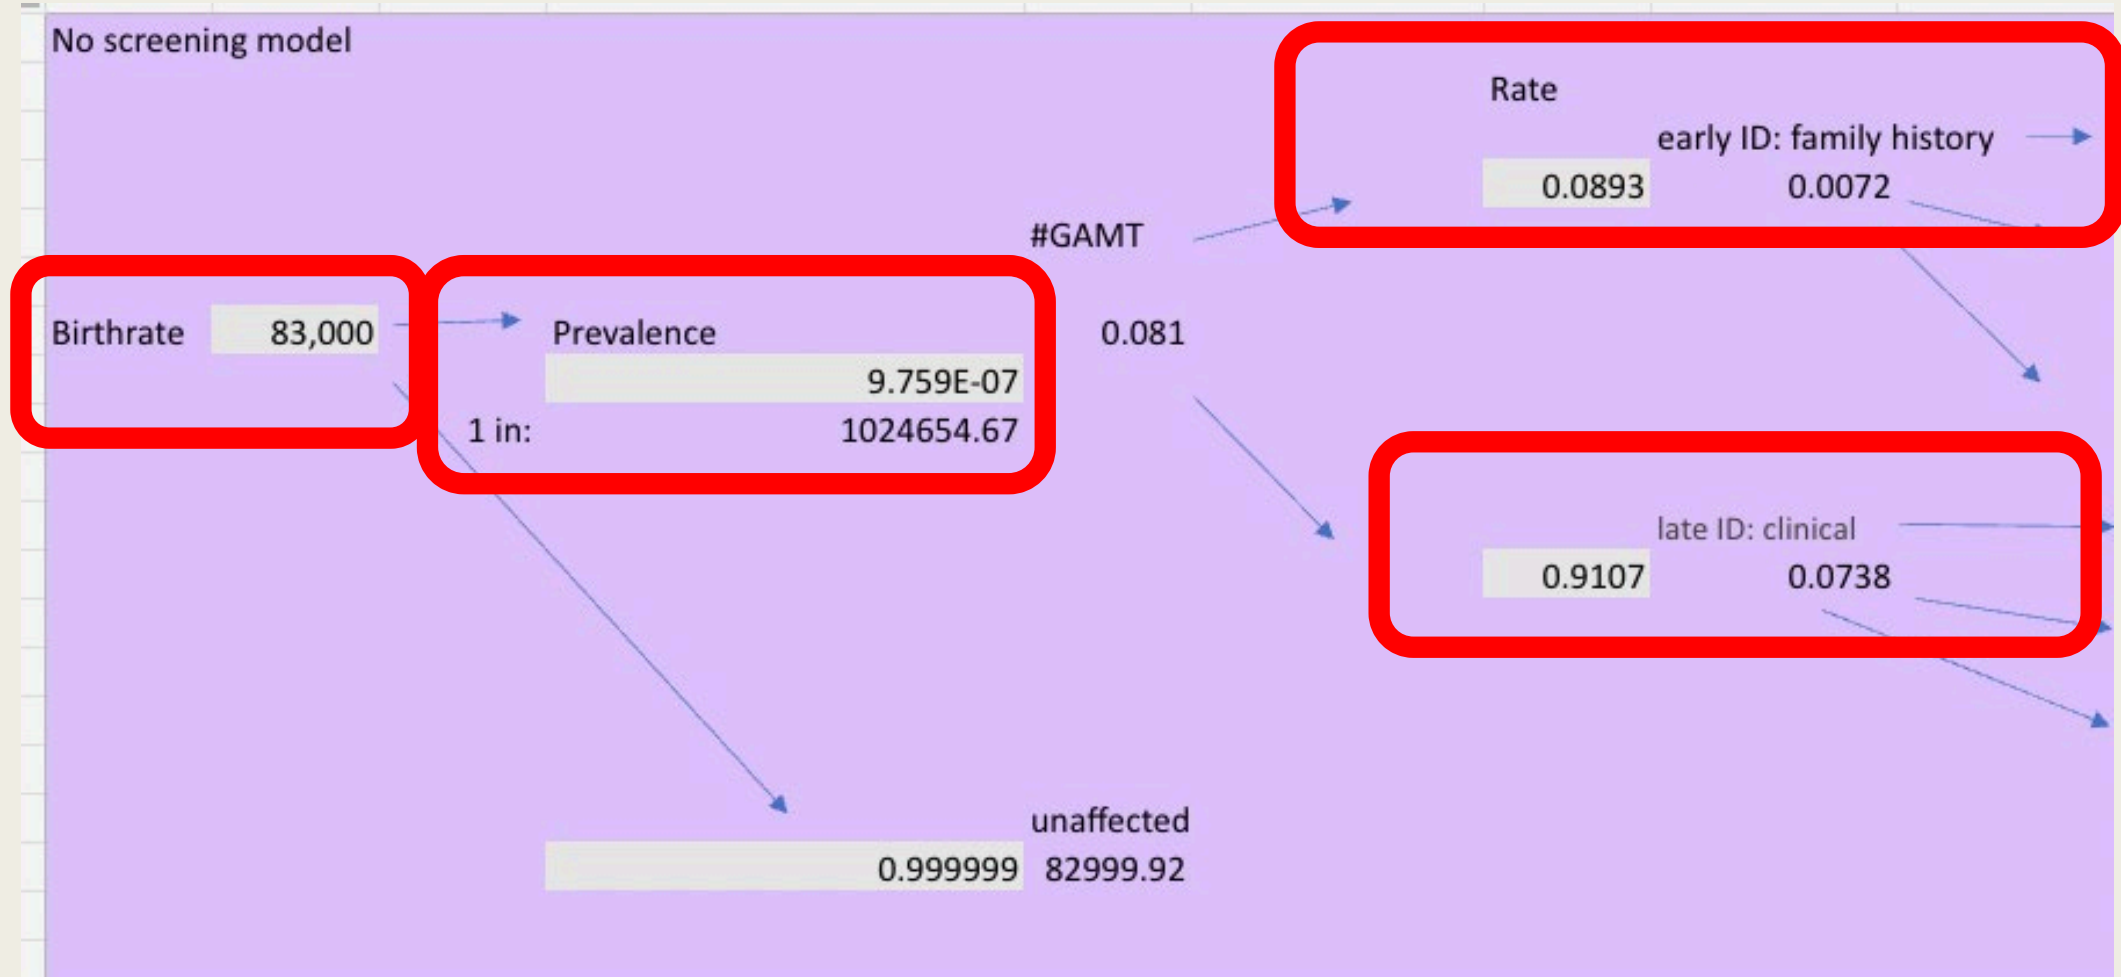 No screening model
Rate
early ID: family history
0.0893 0.0072
#GAMT
Birthrate 83,000 Prevalence 0.081
9.759E-07
1 in: 1024654.67
late ID: clinical
0.9107 0.0738
unaffected
0.999999 82999.92